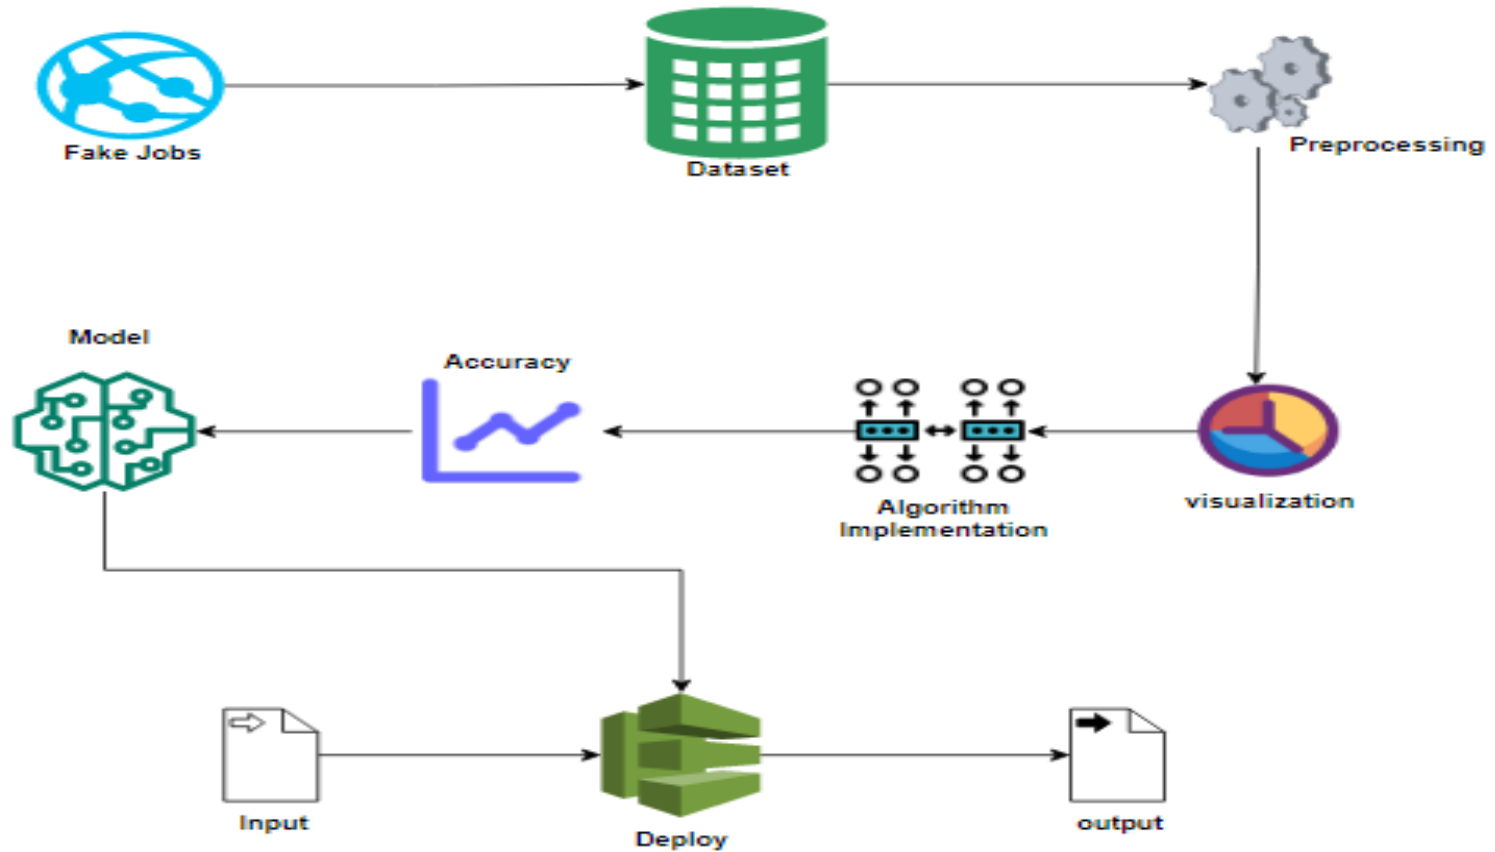 Fake Jobs
Dataset
Preprocessing
Model
Accuracy
Algorithm
Implementation
visualization
Input
Deploy
output